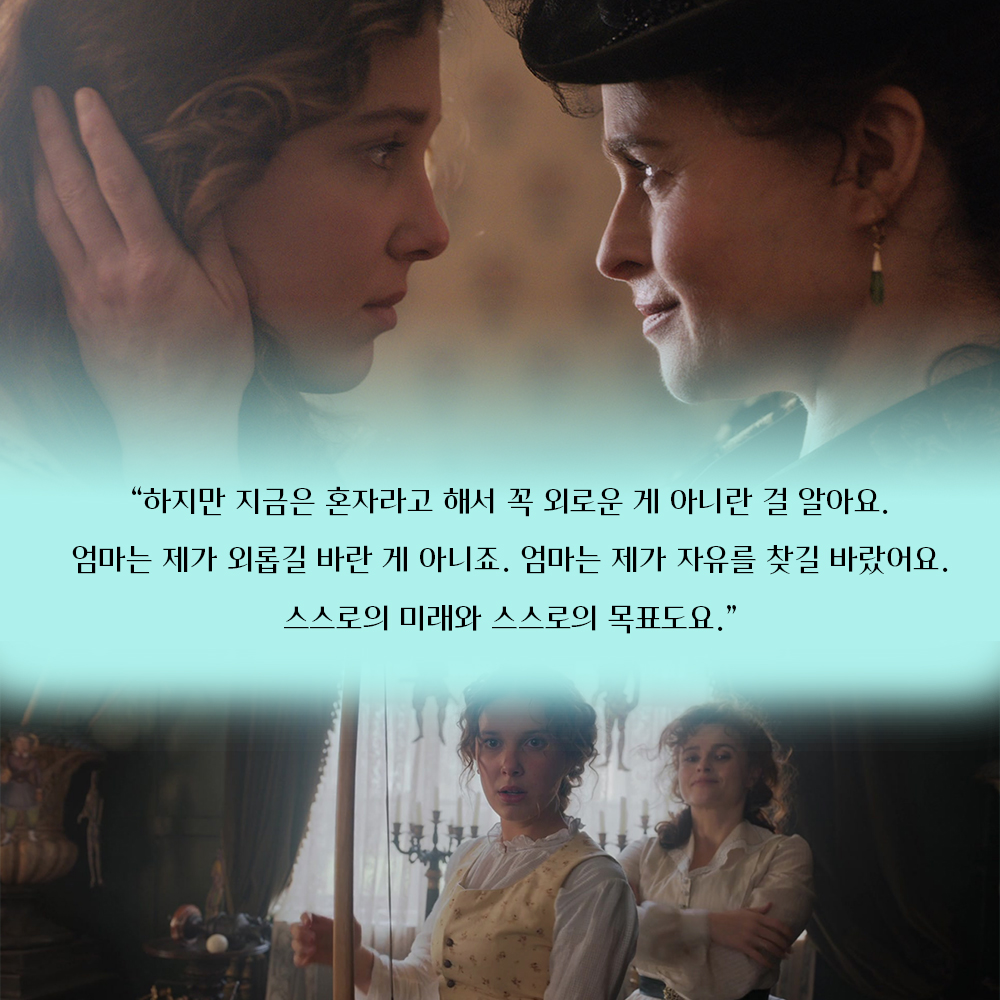 “하지만 지금은 혼자라고 해서 꼭 외로운 게 아니란 걸 알아요.
엄마는 제가 외롭길 바란 게 아니죠. 엄마는 제가 자유를 찾길 바랐어요.
스스로의 미래와 스스로의 목표도요.”